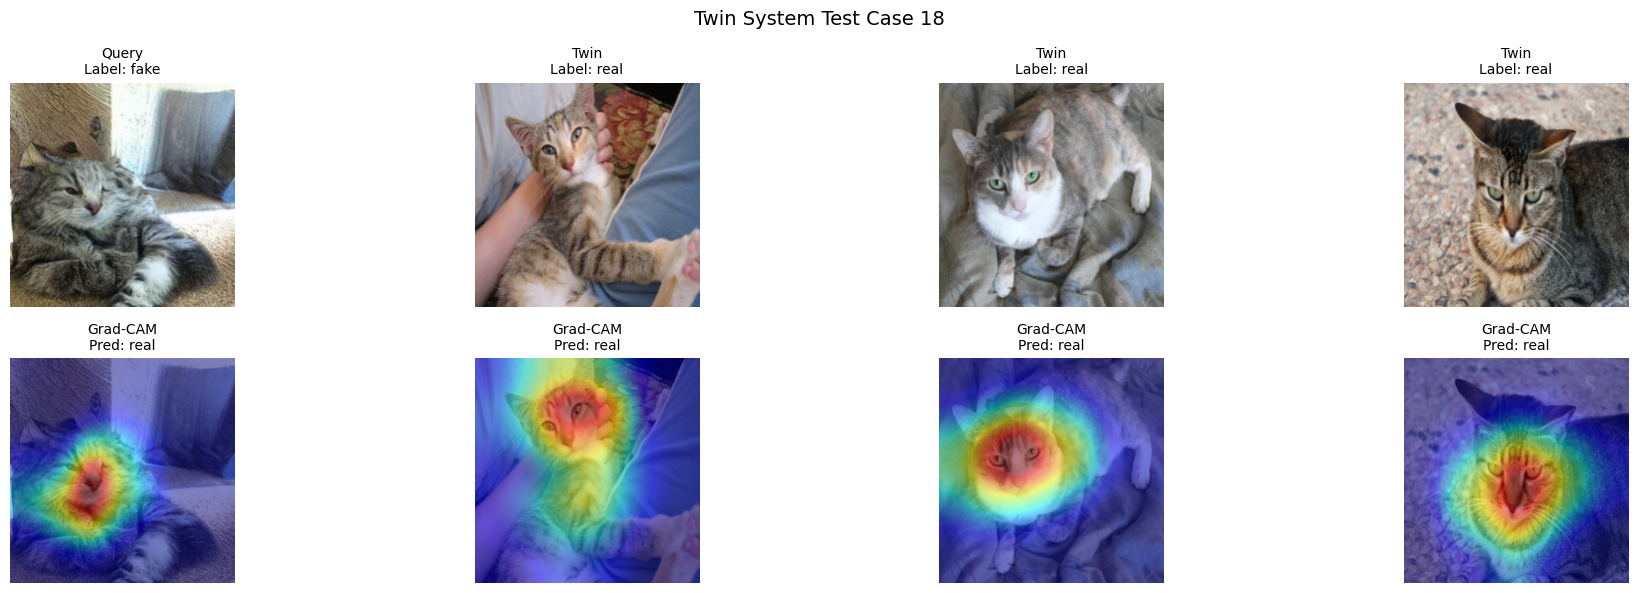 Twin System Test Case 18
Query
Label: fake
Twin
Label: real
Twin
Label: real
Twin
Label: real
Grad-CAM
Pred: real
Grad-CAM
Pred: real
Grad-CAM
Pred: real
Grad-CAM
Pred: real